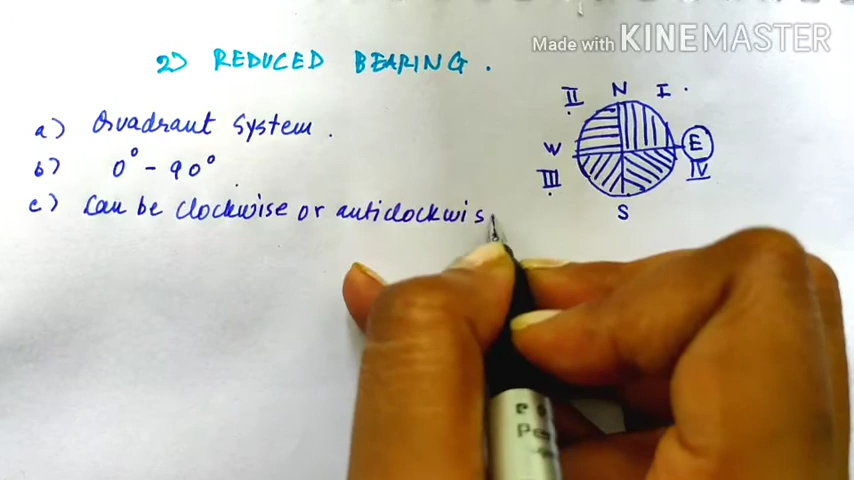 Made with KINEMASTER
2) REDUCED BEARING.
a) Quadrant System.
b) 0° - 90°
c) Can be clockwise or anticlockwis
II N I
W E
III IV
S